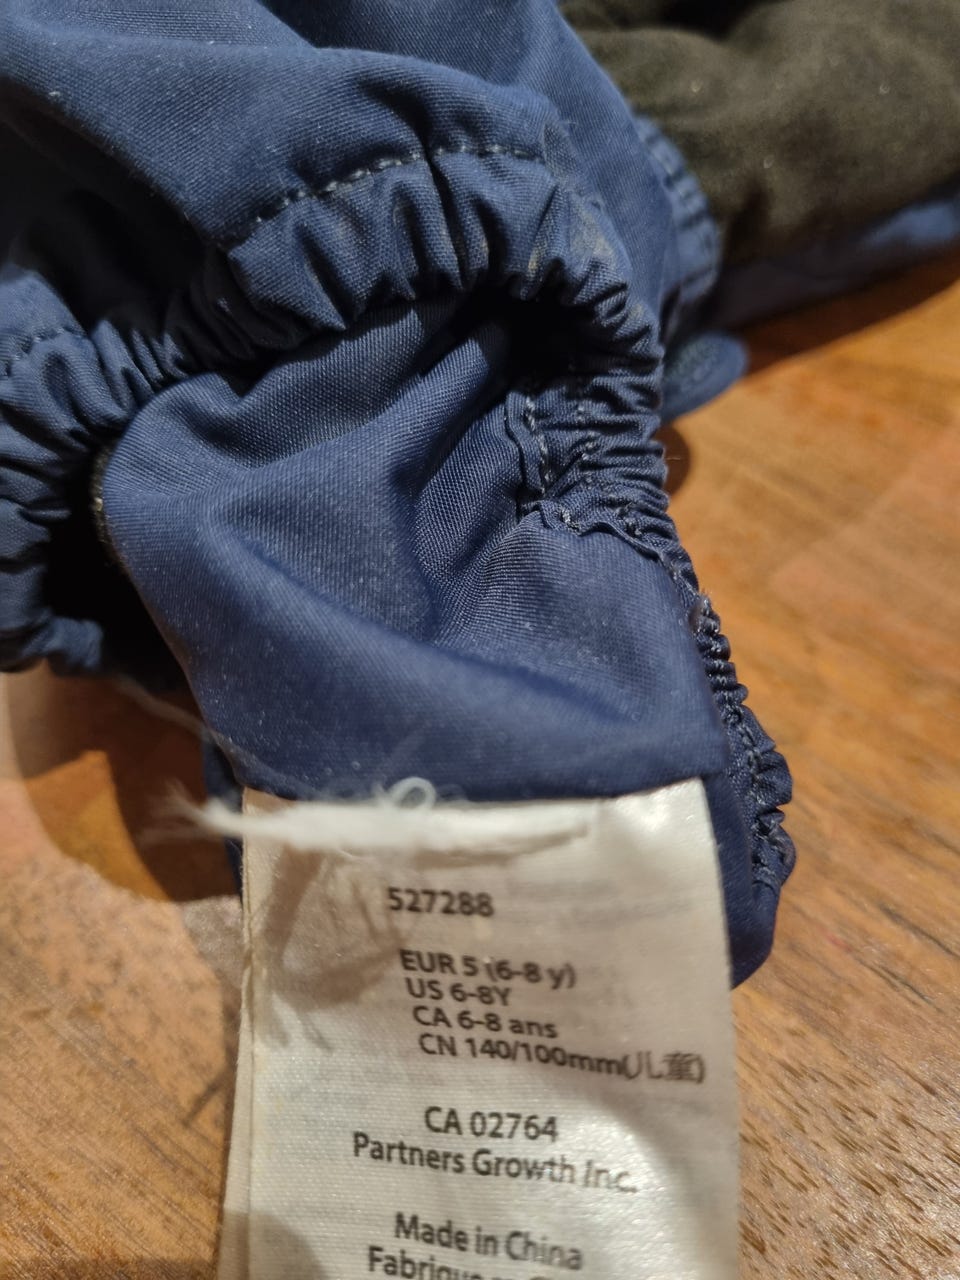 527288
EUR 5 (6-8 y)
US 6-8Y
CA 6-8 ans
CN 140/100mm(儿童)
CA 02764
Partners Growth Inc.
Made in China
Fabriqué